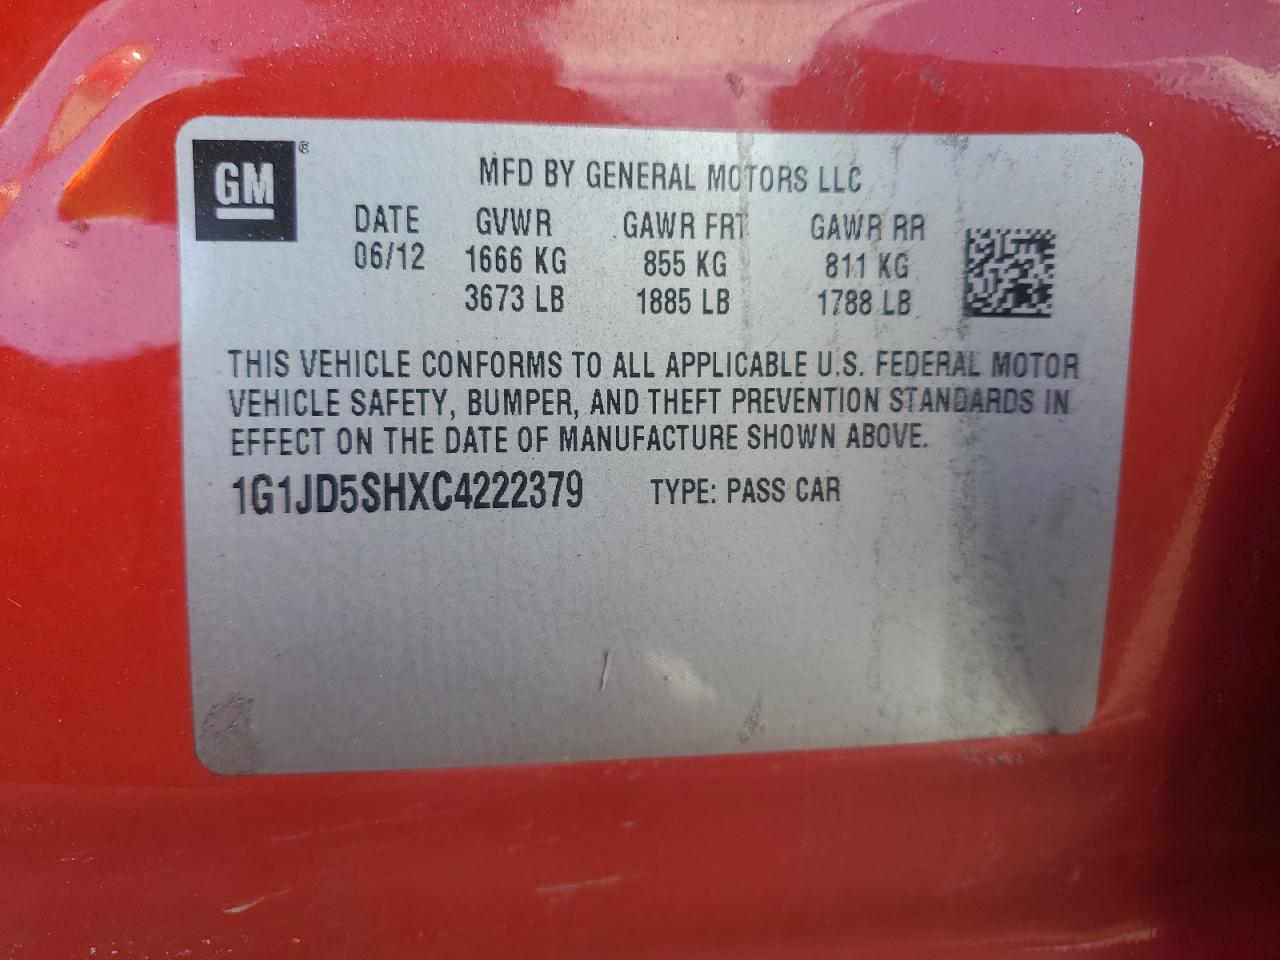 GM ®
MFD BY GENERAL MOTORS LLC
DATE GVWR GAWR FRT GAWR RR
06/12 1666 KG 855 KG 811 KG
3673 LB 1885 LB 1788 LB
THIS VEHICLE CONFORMS TO ALL APPLICABLE U.S. FEDERAL MOTOR
VEHICLE SAFETY, BUMPER, AND THEFT PREVENTION STANDARDS IN
EFFECT ON THE DATE OF MANUFACTURE SHOWN ABOVE.
1G1JD5SHXC4222379 TYPE: PASS CAR